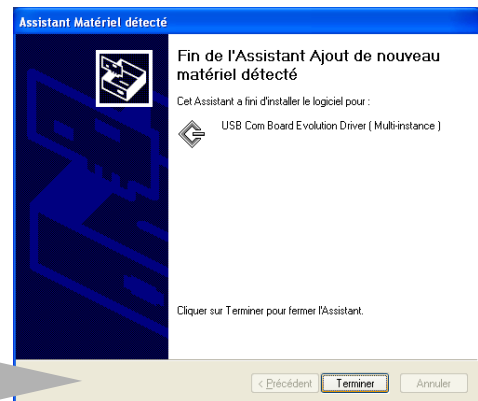 Assistant Matériel détecté
Fin de l'Assistant Ajout de nouveau
matériel détecté
Cet Assistant a fini d'installer le logiciel pour :
USB Com Board Evolution Driver ( Multi-instance )
Cliquer sur Terminer pour fermer l'Assistant.
< Précédent Terminer Annuler